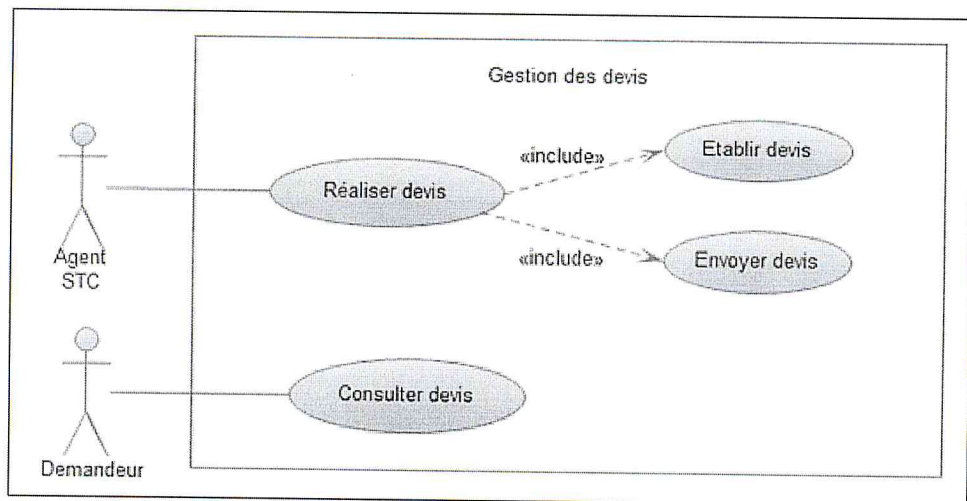 Gestion des devis
«include»
Etablir devis
Réaliser devis
«include»
Envoyer devis
Agent
STC
Consulter devis
Demandeur